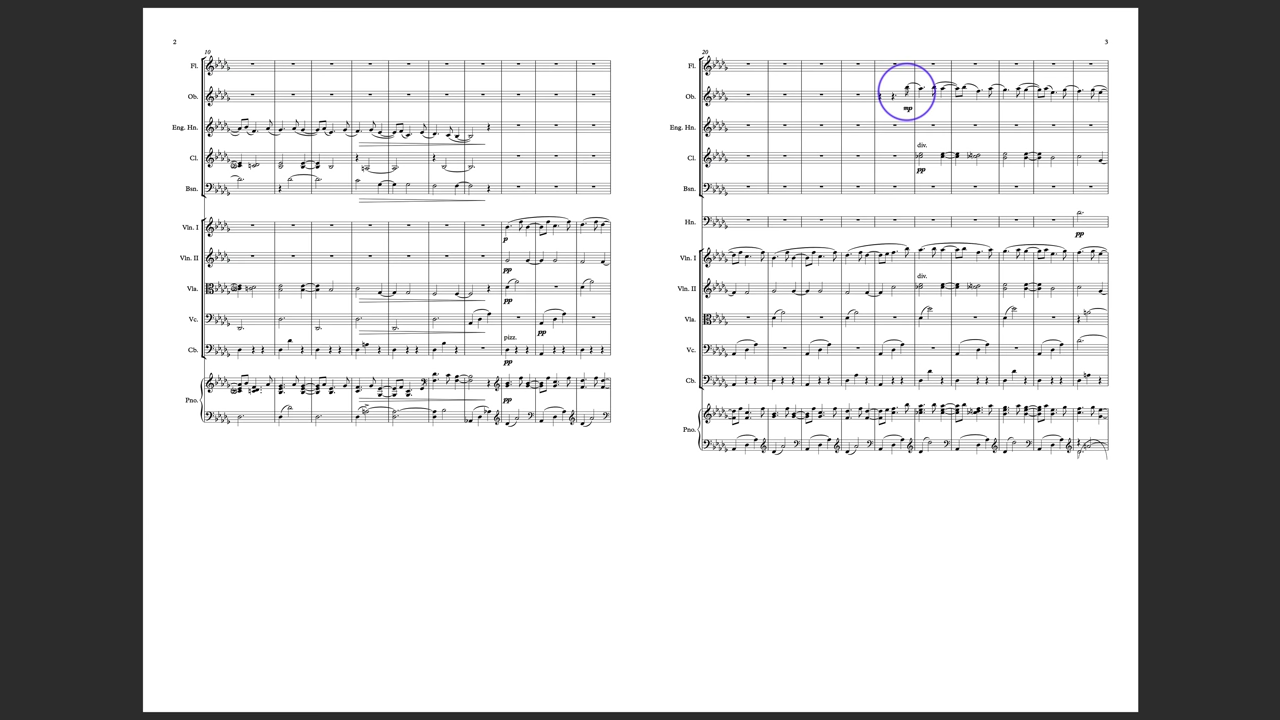 2
10
Fl.
Ob.
Eng. Hn.
Cl.
Bsn.
Vln. I
p
Vln. II
pp
Vla.
pp
Vc.
pp
pizz.
Cb.
pp
Pno.
pp
3
20
Fl.
Ob.
mp
Eng. Hn.
div.
Cl.
pp
Bsn.
Hn.
pp
Vln. I
div.
Vln. II
Vla.
Vc.
Cb.
Pno.